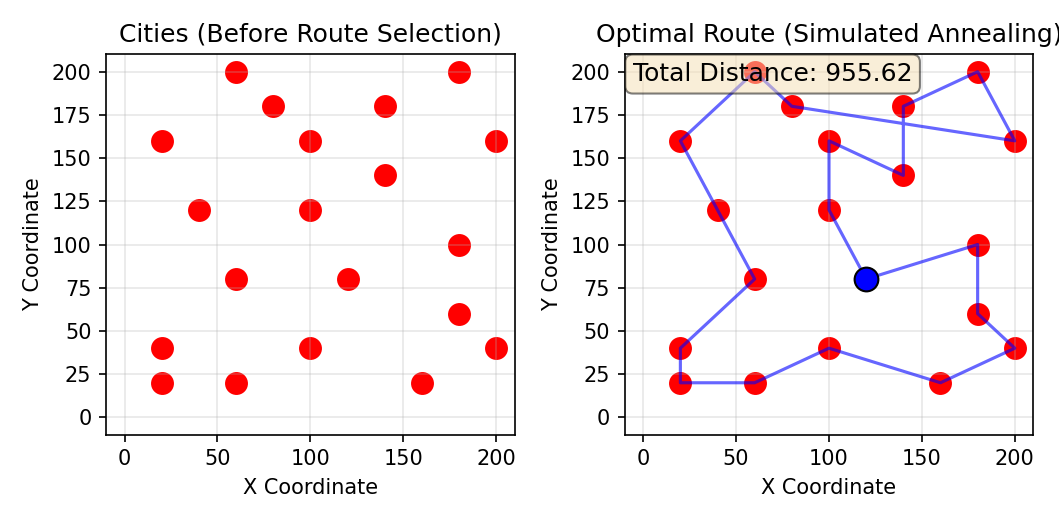 Cities (Before Route Selection)
200
175
150
125
100
75
50
25
0
Y Coordinate
0 50 100 150 200
X Coordinate
Optimal Route (Simulated Annealing)
Total Distance: 955.62
200
175
150
125
100
75
50
25
0
Y Coordinate
0 50 100 150 200
X Coordinate